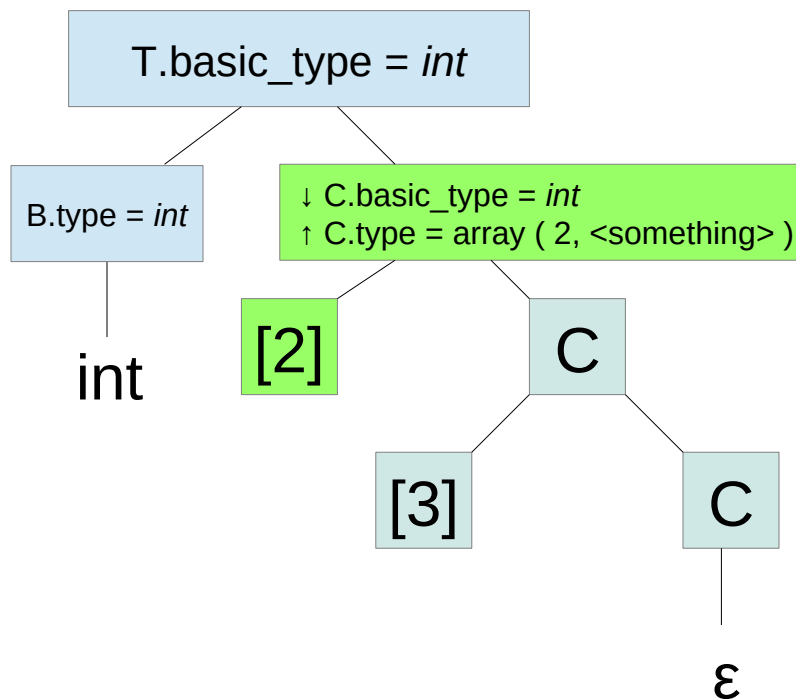 T.basic_type = int
B.type = int
↓ C.basic_type = int
↑ C.type = array ( 2, <something> )
int
[2]
C
[3]
C
ε